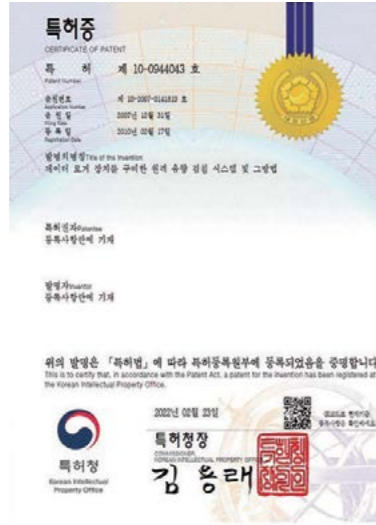 특허증
CERTIFICATE OF PATENT
특 허 제 10-0944043 호
Patent Number
출원번호 제 10-2007-0141813 호
Application Number
출 원 일 2007년 12월 31일
Filing Date
등 록 일 2010년 02월 17일
Registration Date
발명의명칭 Title of the Invention
데이터 로거 장치를 구비한 원격 유량 검침 시스템 및 그방법
특허권자 Patentee
등록사항란에 기재
발명자 Inventor
등록사항란에 기재
위의 발명은 「특허법」에 따라 특허등록원부에 등록되었음을 증명합니다
This is to certify that, in accordance with the Patent Act, a patent for the invention has been registered at
the Korean Intellectual Property Office.
2022년 02월 23일
특허청장
COMMISSIONER,
KOREAN INTELLECTUAL PROPERTY OFFICE
김용래
특허청
Korean Intellectual
Property Office